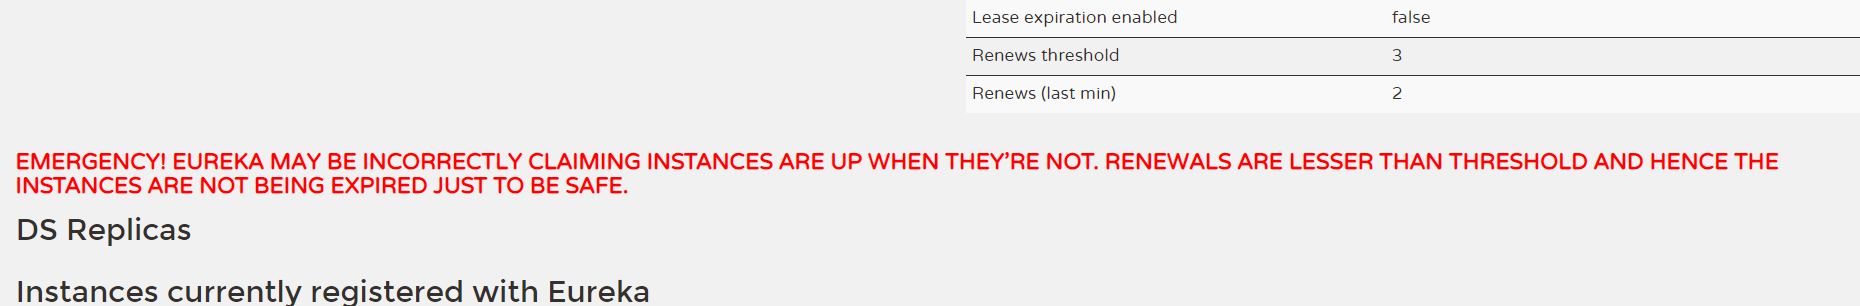 Lease expiration enabled false
Renews threshold 3
Renews (last min) 2
EMERGENCY! EUREKA MAY BE INCORRECTLY CLAIMING INSTANCES ARE UP WHEN THEY'RE NOT. RENEWALS ARE LESSER THAN THRESHOLD AND HENCE THE
INSTANCES ARE NOT BEING EXPIRED JUST TO BE SAFE.
DS Replicas
Instances currently registered with Eureka